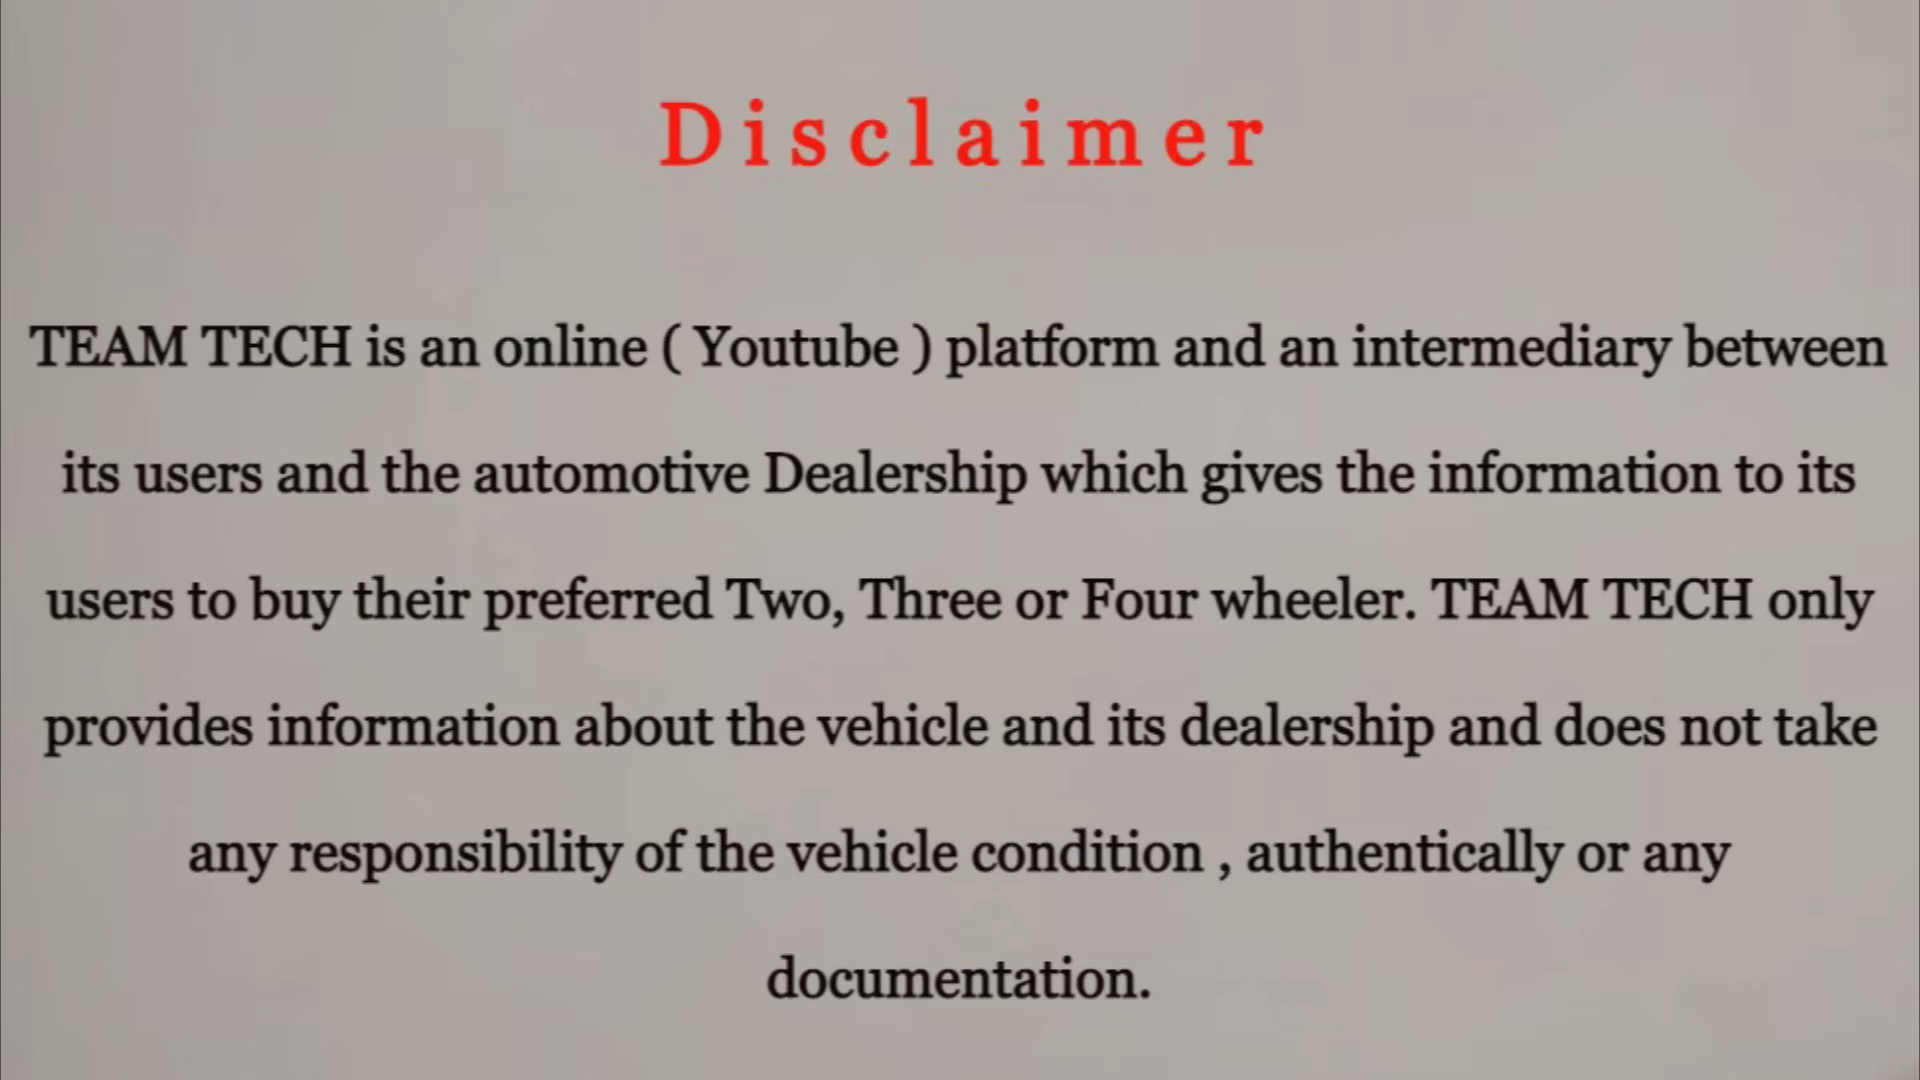 Disclaimer
TEAM TECH is an online ( Youtube ) platform and an intermediary between
its users and the automotive Dealership which gives the information to its
users to buy their preferred Two, Three or Four wheeler. TEAM TECH only
provides information about the vehicle and its dealership and does not take
any responsibility of the vehicle condition , authentically or any
documentation.